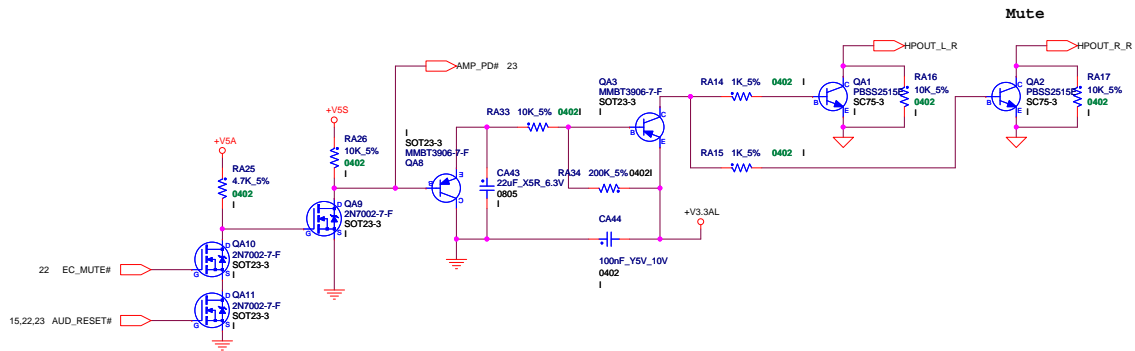 Mute
HPOUT_L_R
HPOUT_R_R
AMP_PD# 23
QA3
MMBT3906-7-F
SOT23-3
I
RA14 1K_5% 0402 I
C
B
E
QA1
SC75-3
I
RA16
10K_5%
0402
I
C
B
E
QA2
SC75-3
I
RA17
10K_5%
0402
I
+V5S
RA26
10K_5%
0402
I
I
SOT23-3
MMBT3906-7-F
QA8
E
B
C
RA33 10K_5% 0402I
C
B
E
+V5A
RA25
4.7K_5%
0402
I
CA43
22uF_X5R_6.3V
0805
I
RA34 200K_5% 0402I
RA15 1K_5% 0402 I
QA9
2N7002-7-F
SOT23-3
I
D
G
S
CA44
100nF_Y5V_10V
0402
I
+V3.3AL
QA10
2N7002-7-F
SOT23-3
I
D
G
S
22 EC_MUTE#
QA11
2N7002-7-F
SOT23-3
I
D
G
S
15,22,23 AUD_RESET#